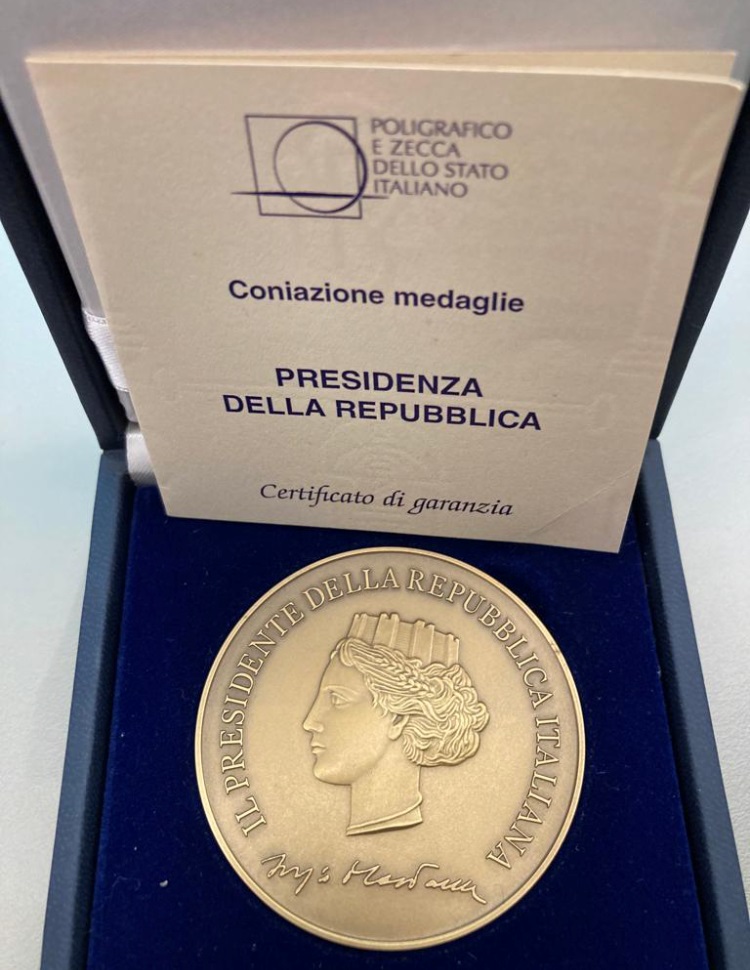 POLIGRAFICO
E ZECCA
DELLO STATO
ITALIANO
Coniazione medaglie
PRESIDENZA
DELLA REPUBBLICA
Certificato di garanzia
IL PRESIDENTE DELLA REPUBBLICA ITALIANA